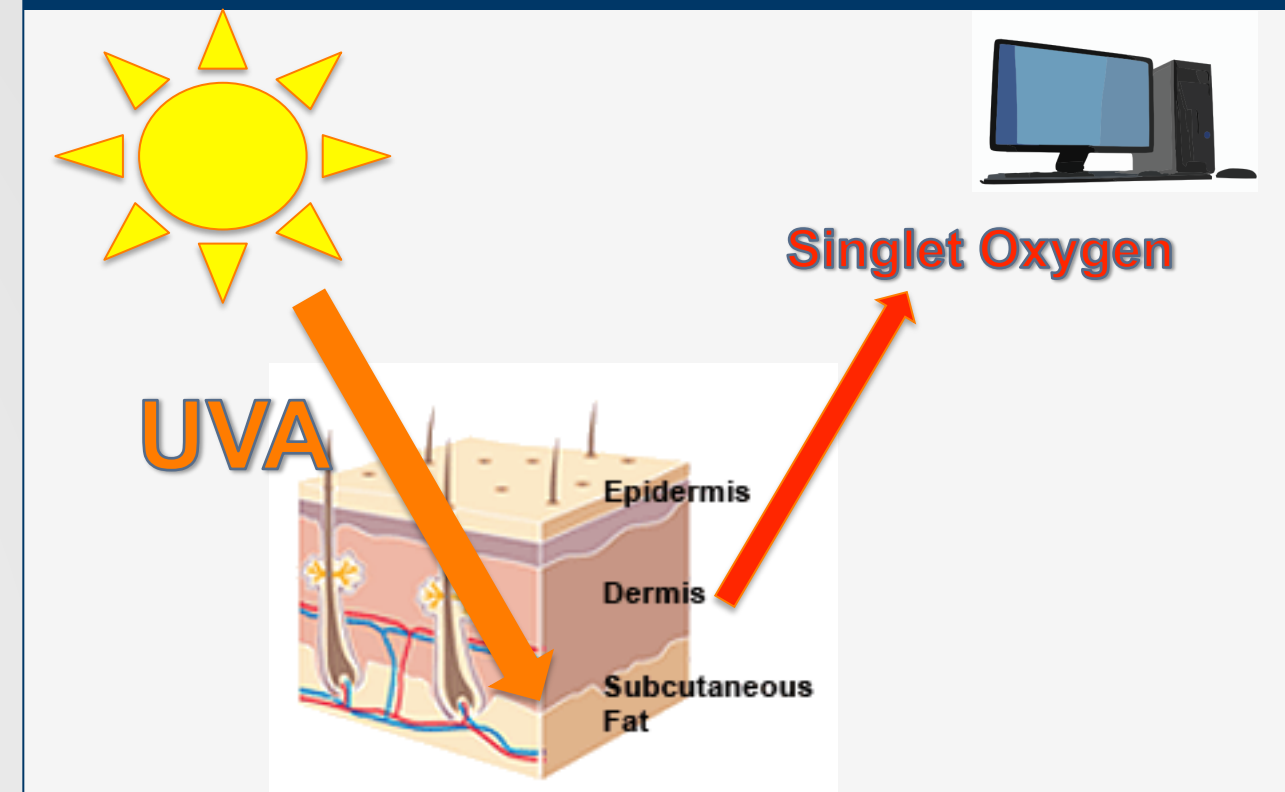 Singlet Oxygen
UVA
Epidermis
Dermis
Subcutaneous
Fat